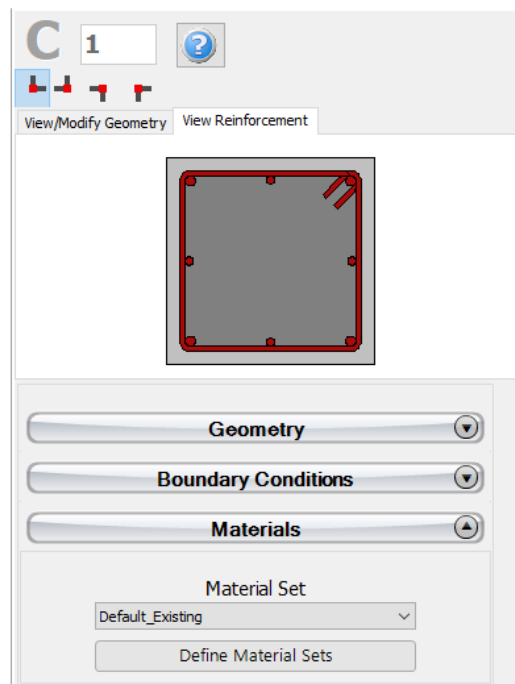 C 1 ?
View/Modify Geometry View Reinforcement
Geometry
Boundary Conditions
Materials
Material Set
Default_Existing
Define Material Sets